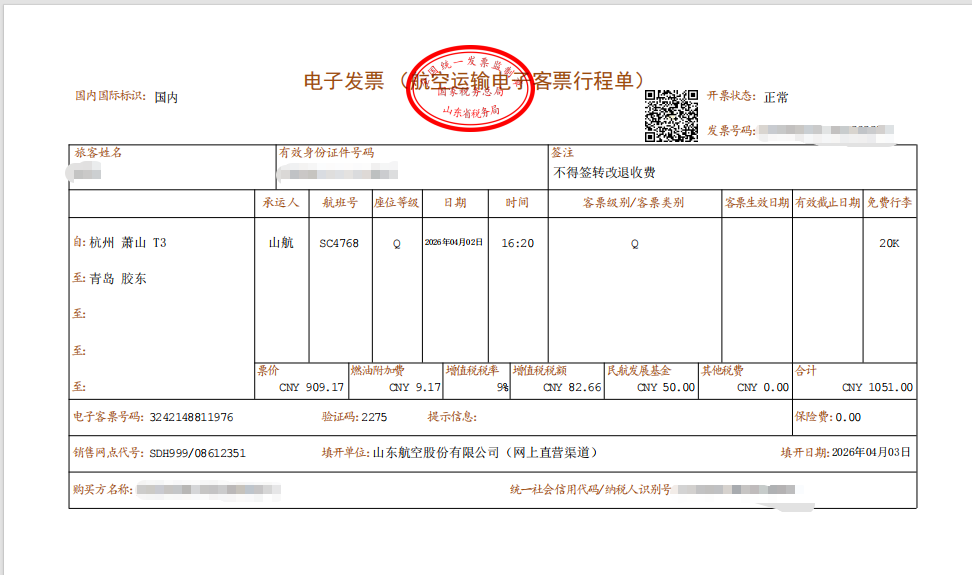 电子发票（航空运输电子客票行程单）
全国统一发票监制章
国家税务总局
山东省税务局
国内国际标识: 国内
开票状态: 正常
发票号码:
旅客姓名 有效身份证件号码 签注
不得签转改退收费
承运人 航班号 座位等级 日期 时间 客票级别/客票类别 客票生效日期 有效截止日期 免费行李
自: 杭州 萧山 T3 山航 SC4768 Q 2026年04月02日 16:20 Q 20K
至: 青岛 胶东
至:
至:
至:
票价 燃油附加费 增值税税率 增值税税额 民航发展基金 其他税费 合计
CNY 909.17 CNY 9.17 9% CNY 82.66 CNY 50.00 CNY 0.00 CNY 1051.00
电子客票号码: 3242148811976 验证码: 2275 提示信息: 保险费: 0.00
销售网点代号: SDH999/08612351 填开单位: 山东航空股份有限公司（网上直营渠道） 填开日期: 2026年04月03日
购买方名称: 统一社会信用代码/纳税人识别号